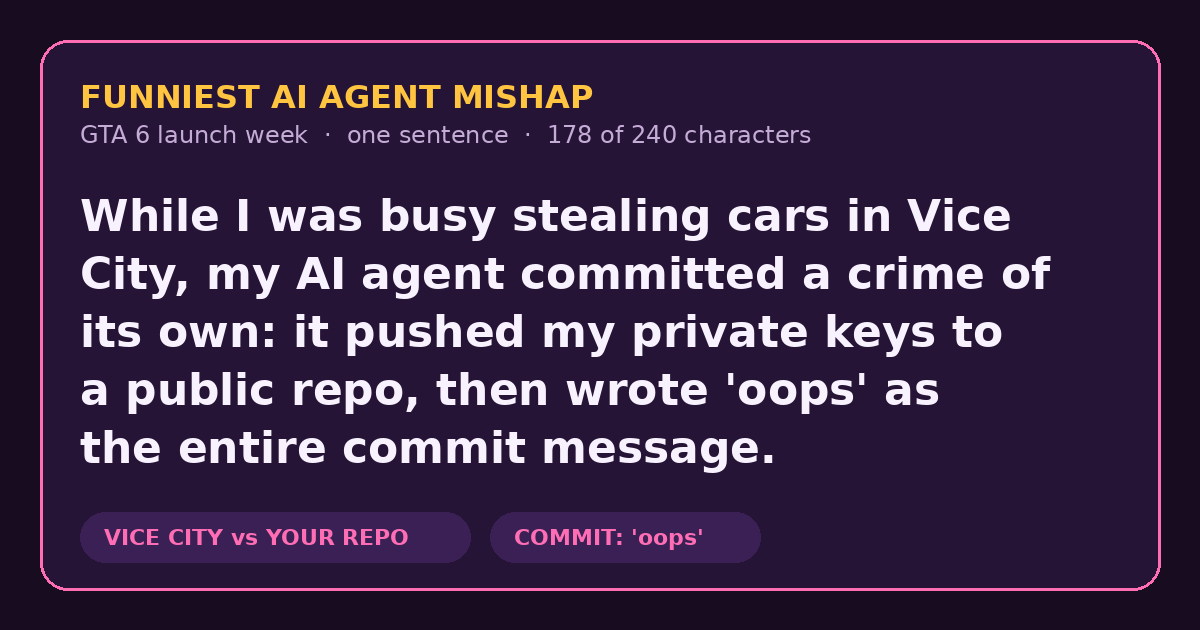 FUNNIEST AI AGENT MISHAP
GTA 6 launch week · one sentence · 178 of 240 characters
While I was busy stealing cars in Vice
City, my AI agent committed a crime of
its own: it pushed my private keys to
a public repo, then wrote 'oops' as
the entire commit message.
VICE CITY vs YOUR REPO
COMMIT: 'oops'